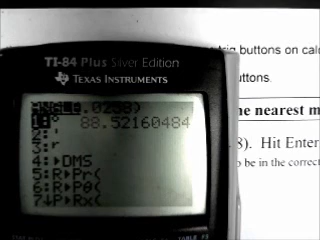 TI-84 Plus Silver Edition
buttons on calc
TEXAS INSTRUMENTS
uttons
ANGLE .0258)
1:° 88.52160484
he nearest m
2:'
3:r
8). Hit Enter
4:►DMS
o be in the correct
5:R►Pr(
6:R►Pθ(
7↓P►Rx(